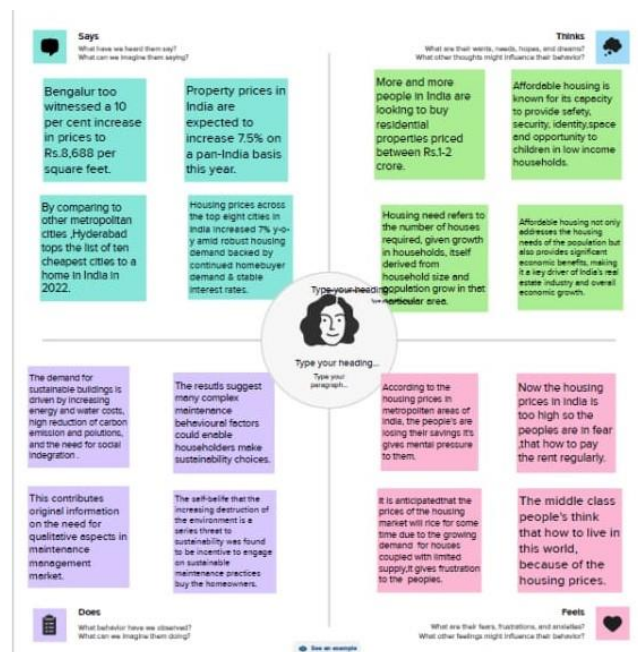 Says
What have we heard them say?
What can we imagine them saying?
Bengalur too
witnessed a 10
per cent increase
in prices to
Rs.8,688 per
square feet.
Property prices in
India are
expected to
increase 7.5% on
a pan-India basis
this year.
By comparing to
other metropolitan
cities ,Hyderabad
tops the list of ten
cheapest cities to a
home in India in
2022.
Housing prices across
the top eight cities in
India increased 7% y-o-
y amid robust housing
demand backed by
continued homebuyer
demand & stable
interest rates.
Thinks
What are their wants, needs, hopes, and dreams?
What other thoughts might influence their behavior?
More and more
people in India are
looking to buy
residential
properties priced
between Rs.1-2
crore.
Affordable housing is
known for its capacity
to provide safety,
security, identity,space
and opportunity to
children in low income
households.
Housing need refers to
the number of houses
required, given growth
in households, itself
derived from
household size and
population grow in that
particular area.
Affordable housing not only
addresses the housing
needs of the population but
also provides significant
economic benefits, making
it a key driver of India's real
estate industry and overall
economic growth.
Type your heading
Type your heading...
Type your
paragraph...
The demand for
sustainable buildings is
driven by increasing
energy and water costs,
high reduction of carbon
emission and polutions,
and the need for social
indegration .
The resutls suggest
many complex
maintenance
behavioural factors
could enable
householders make
sustainability choices.
This contributes
original information
on the need for
qualitative aspects in
maintenance
management
market.
The self-belife that the
increasing destruction of
the environment is a
series threat to
sustainability was found
to be incentive to engage
on sustainable
maintenance practices
buy the homeowners.
Does
What behavior have we observed?
What can we imagine them doing?
According to the
housing prices in
metropoliten areas of
India, the people's are
losing their savings it's
gives mental pressure
to them.
Now the housing
prices in India is
too high so the
peoples are in fear
,that how to pay
the rent regularly.
It is anticipatedthat the
prices of the housing
market will rice for some
time due to the growing
demand for houses
coupled with limited
supply,it gives frustration
to the peoples.
The middle class
people's think
that how to live in
this world,
because of the
housing prices.
Feels
What are their fears, frustrations, and anxieties?
What other feelings might influence their behavior?
See an example